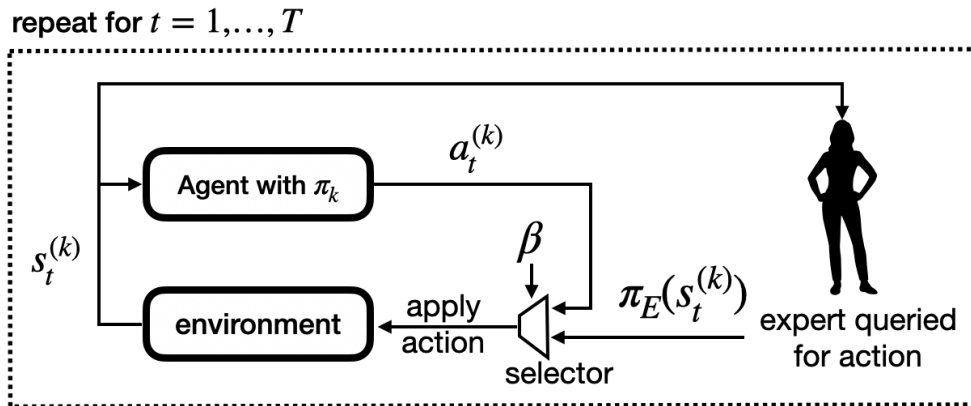 repeat for t = 1,…, T
a_t^{(k)}
Agent with π_k
β
s_t^{(k)}
π_E(s_t^{(k)})
environment
apply
action
selector
expert queried
for action